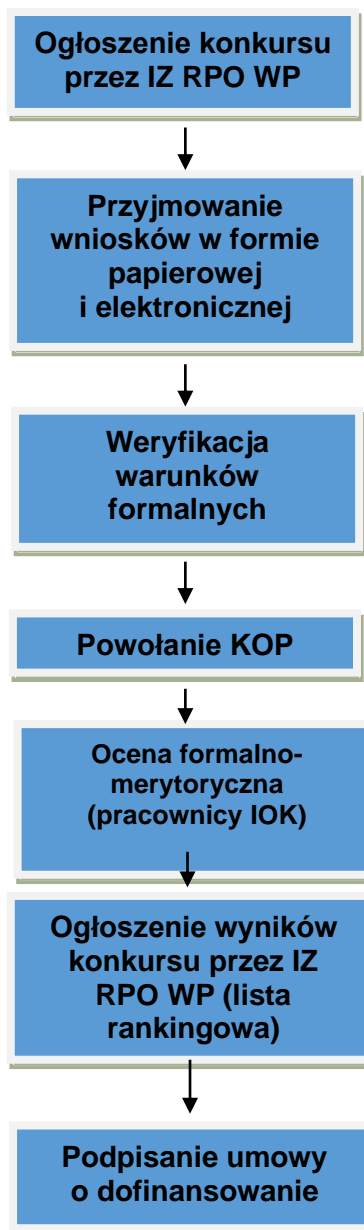 Ogłoszenie konkursu
przez IZ RPO WP
Przyjmowanie
wniosków w formie
papierowej
i elektronicznej
Weryfikacja
warunków
formalnych
Powołanie KOP
Ocena formalno-
merytoryczna
(pracownicy IOK)
Ogłoszenie wyników
konkursu przez IZ
RPO WP (lista
rankingowa)
Podpisanie umowy
o dofinansowanie